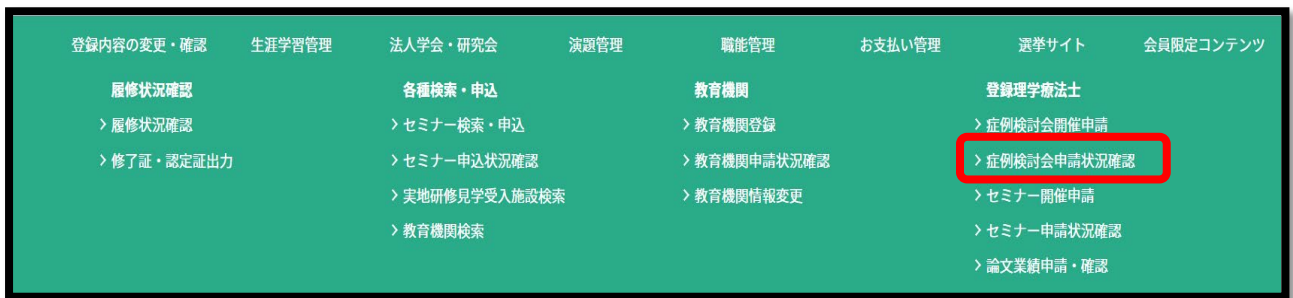 登録内容の変更・確認 生涯学習管理 法人学会・研究会 演題管理 職能管理 お支払い管理 選挙サイト 会員限定コンテンツ
履修状況確認
> 履修状況確認
> 修了証・認定証出力
各種検索・申込
> セミナー検索・申込
> セミナー申込状況確認
> 実地研修見学受入施設検索
> 教育機関検索
教育機関
> 教育機関登録
> 教育機関申請状況確認
> 教育機関情報変更
登録理学療法士
> 症例検討会開催申請
> 症例検討会申請状況確認
> セミナー開催申請
> セミナー申請状況確認
> 論文業績申請・確認